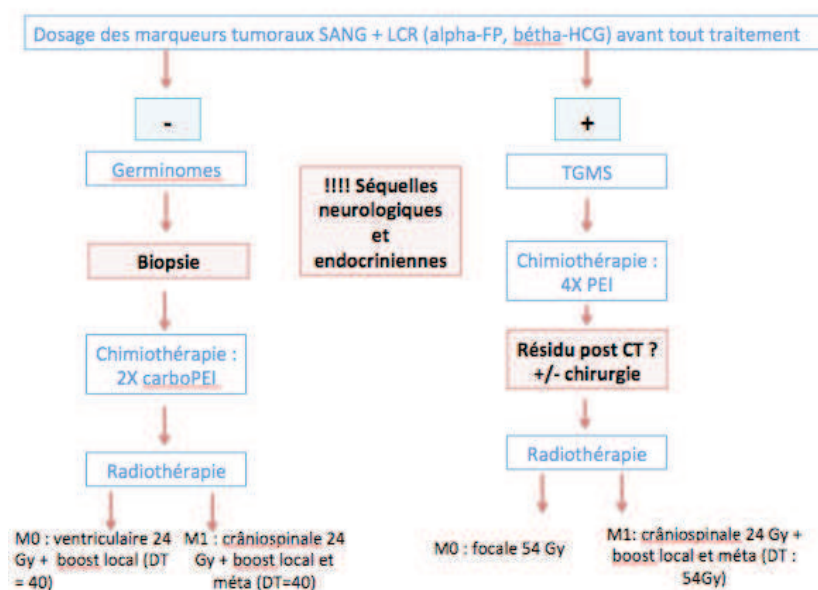 Dosage des marqueurs tumoraux SANG + LCR (alpha-FP, bétha-HCG) avant tout traitement
-
+
Germinomes
TGMS
!!!! Séquelles
neurologiques
et
endocriniennes
Biopsie
Chimiothérapie :
4X PEI
Chimiothérapie :
2X carboPEI
Résidu post CT ?
+/- chirurgie
Radiothérapie
Radiothérapie
M0 : ventriculaire 24
Gy + boost local (DT
= 40)
M1 : crâniospinale 24
Gy + boost local et
méta (DT=40)
M0 : focale 54 Gy
M1: crâniospinale 24 Gy +
boost local et méta (DT :
54Gy)